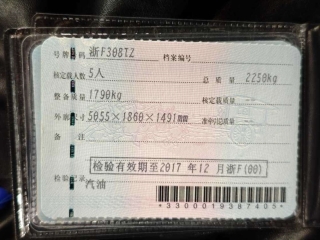 号牌号码 浙F308TZ 档案编号
核定载人数 5人 总质量 2250kg
整备质量 1790kg 核定载质量 --
外廓尺寸 5055×1860×1491mm 准牵引总质量 --
备注
检验记录 检验有效期至2017年12月浙F(00)
汽油
*3300019387405*